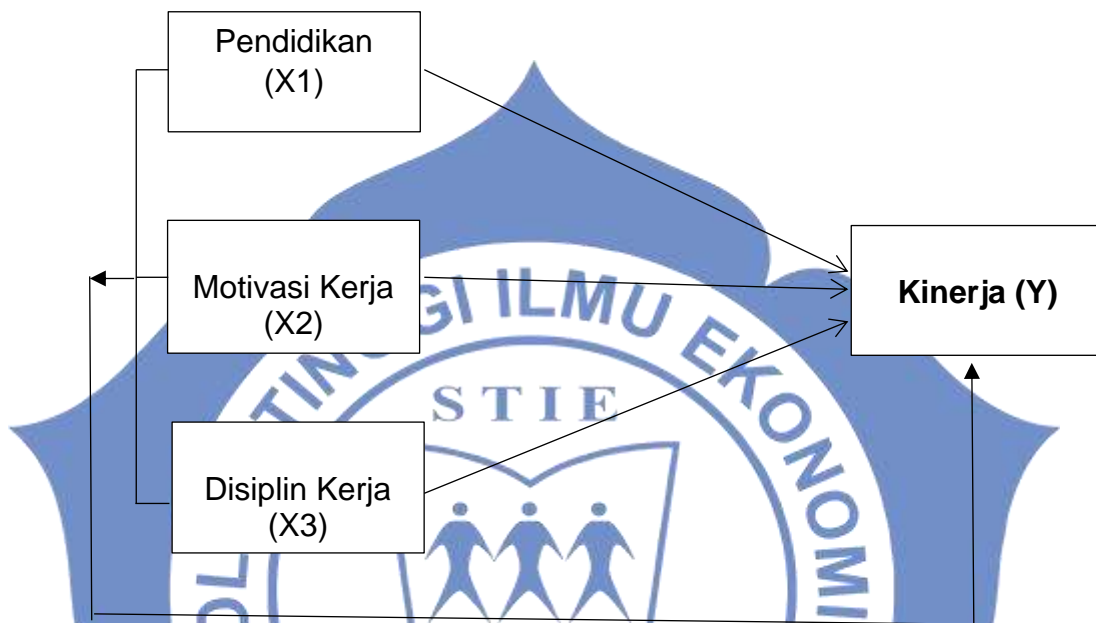 Pendidikan
(X1)
Motivasi Kerja
(X2)
Kinerja (Y)
Disiplin Kerja
(X3)
GI ILMU EKONOMI
STIE